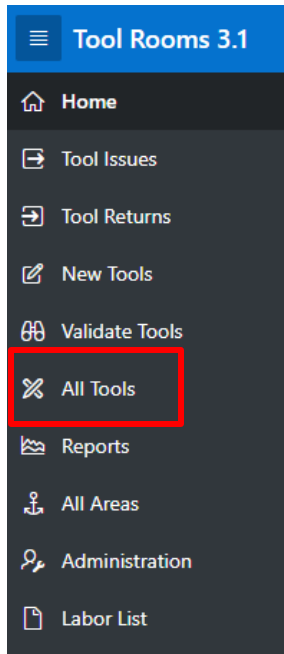 Tool Rooms 3.1
Home
Tool Issues
Tool Returns
New Tools
Validate Tools
All Tools
Reports
All Areas
Administration
Labor List